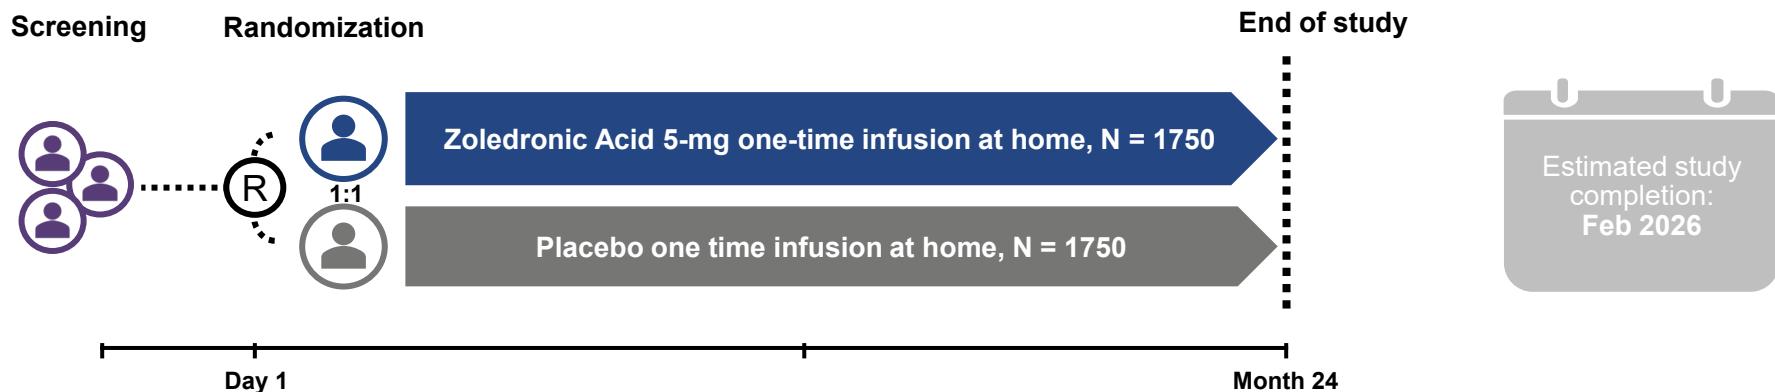 Screening
Randomization
End of study
Zoledronic Acid 5-mg one-time infusion at home, N = 1750
R
1:1
Placebo one time infusion at home, N = 1750
Estimated study
completion:
Feb 2026
Day 1
Month 24